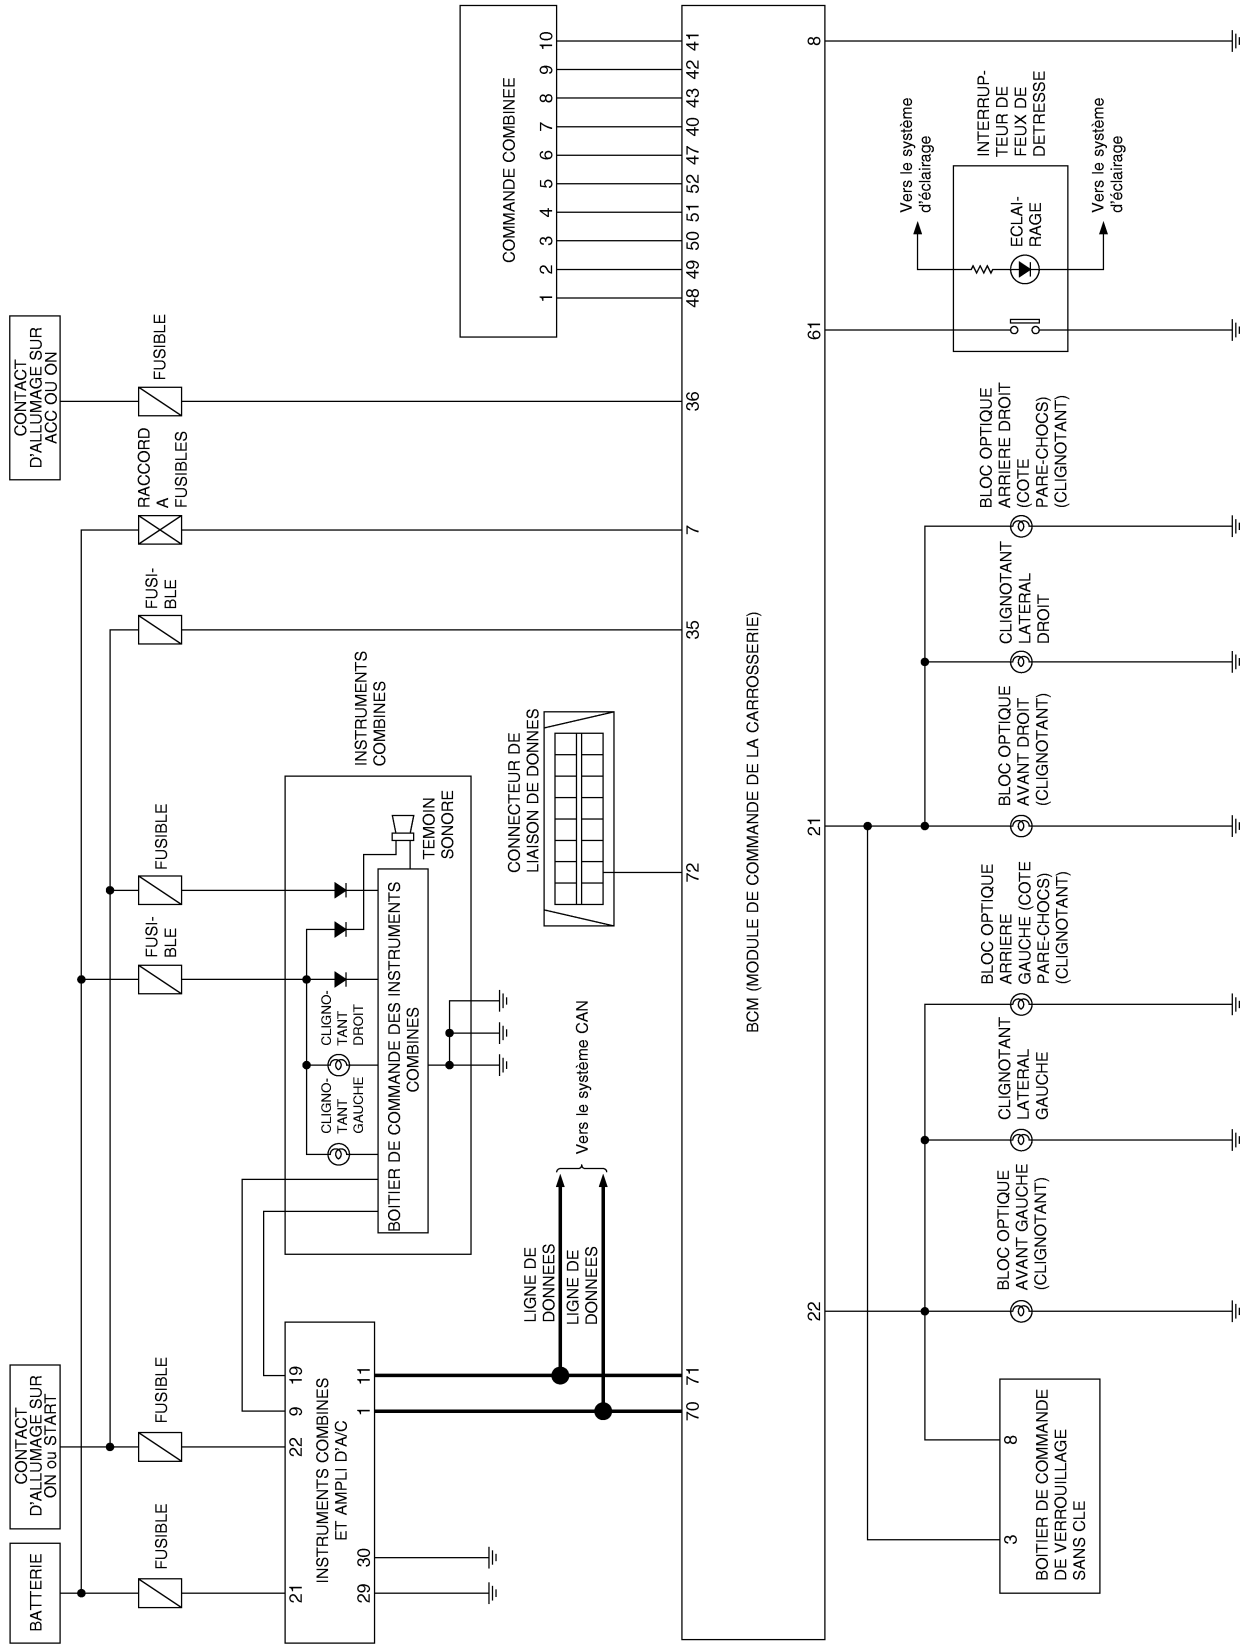 BATTERIE
CONTACT
D'ALLUMAGE SUR
ON ou START
CONTACT
D'ALLUMAGE SUR
ACC OU ON
FUSIBLE
FUSIBLE
FUSI-
BLE
FUSIBLE
FUSI-
BLE
RACCORD
A
FUSIBLES
FUSIBLE
21
22
9
19
INSTRUMENTS COMBINES
ET AMPLI D'A/C
29
30
1
11
INSTRUMENTS
COMBINES
CLIGNO-
TANT
GAUCHE
CLIGNO-
TANT
DROIT
TEMOIN
SONORE
BOITIER DE COMMANDE DES INSTRUMENTS
COMBINES
COMMANDE COMBINEE
1
2
3
4
5
6
7
8
9
10
LIGNE DE
DONNEES
LIGNE DE
DONNEES
Vers le système CAN
CONNECTEUR DE
LIAISON DE DONNES
70
71
72
35
7
36
48
49
50
51
52
47
40
43
42
41
BCM (MODULE DE COMMANDE DE LA CARROSSERIE)
22
21
61
8
BOITIER DE COMMANDE
DE VERROUILLAGE
SANS CLE
3
8
BLOC OPTIQUE
AVANT GAUCHE
(CLIGNOTANT)
CLIGNOTANT
LATERAL
GAUCHE
BLOC OPTIQUE
ARRIERE
GAUCHE (COTE
PARE-CHOCS)
(CLIGNOTANT)
BLOC OPTIQUE
AVANT DROIT
(CLIGNOTANT)
CLIGNOTANT
LATERAL
DROIT
BLOC OPTIQUE
ARRIERE DROIT
(COTE
PARE-CHOCS)
(CLIGNOTANT)
Vers le système
d'éclairage
ECLAI-
RAGE
INTERRUP-
TEUR DE
FEUX DE
DETRESSE
Vers le système
d'éclairage